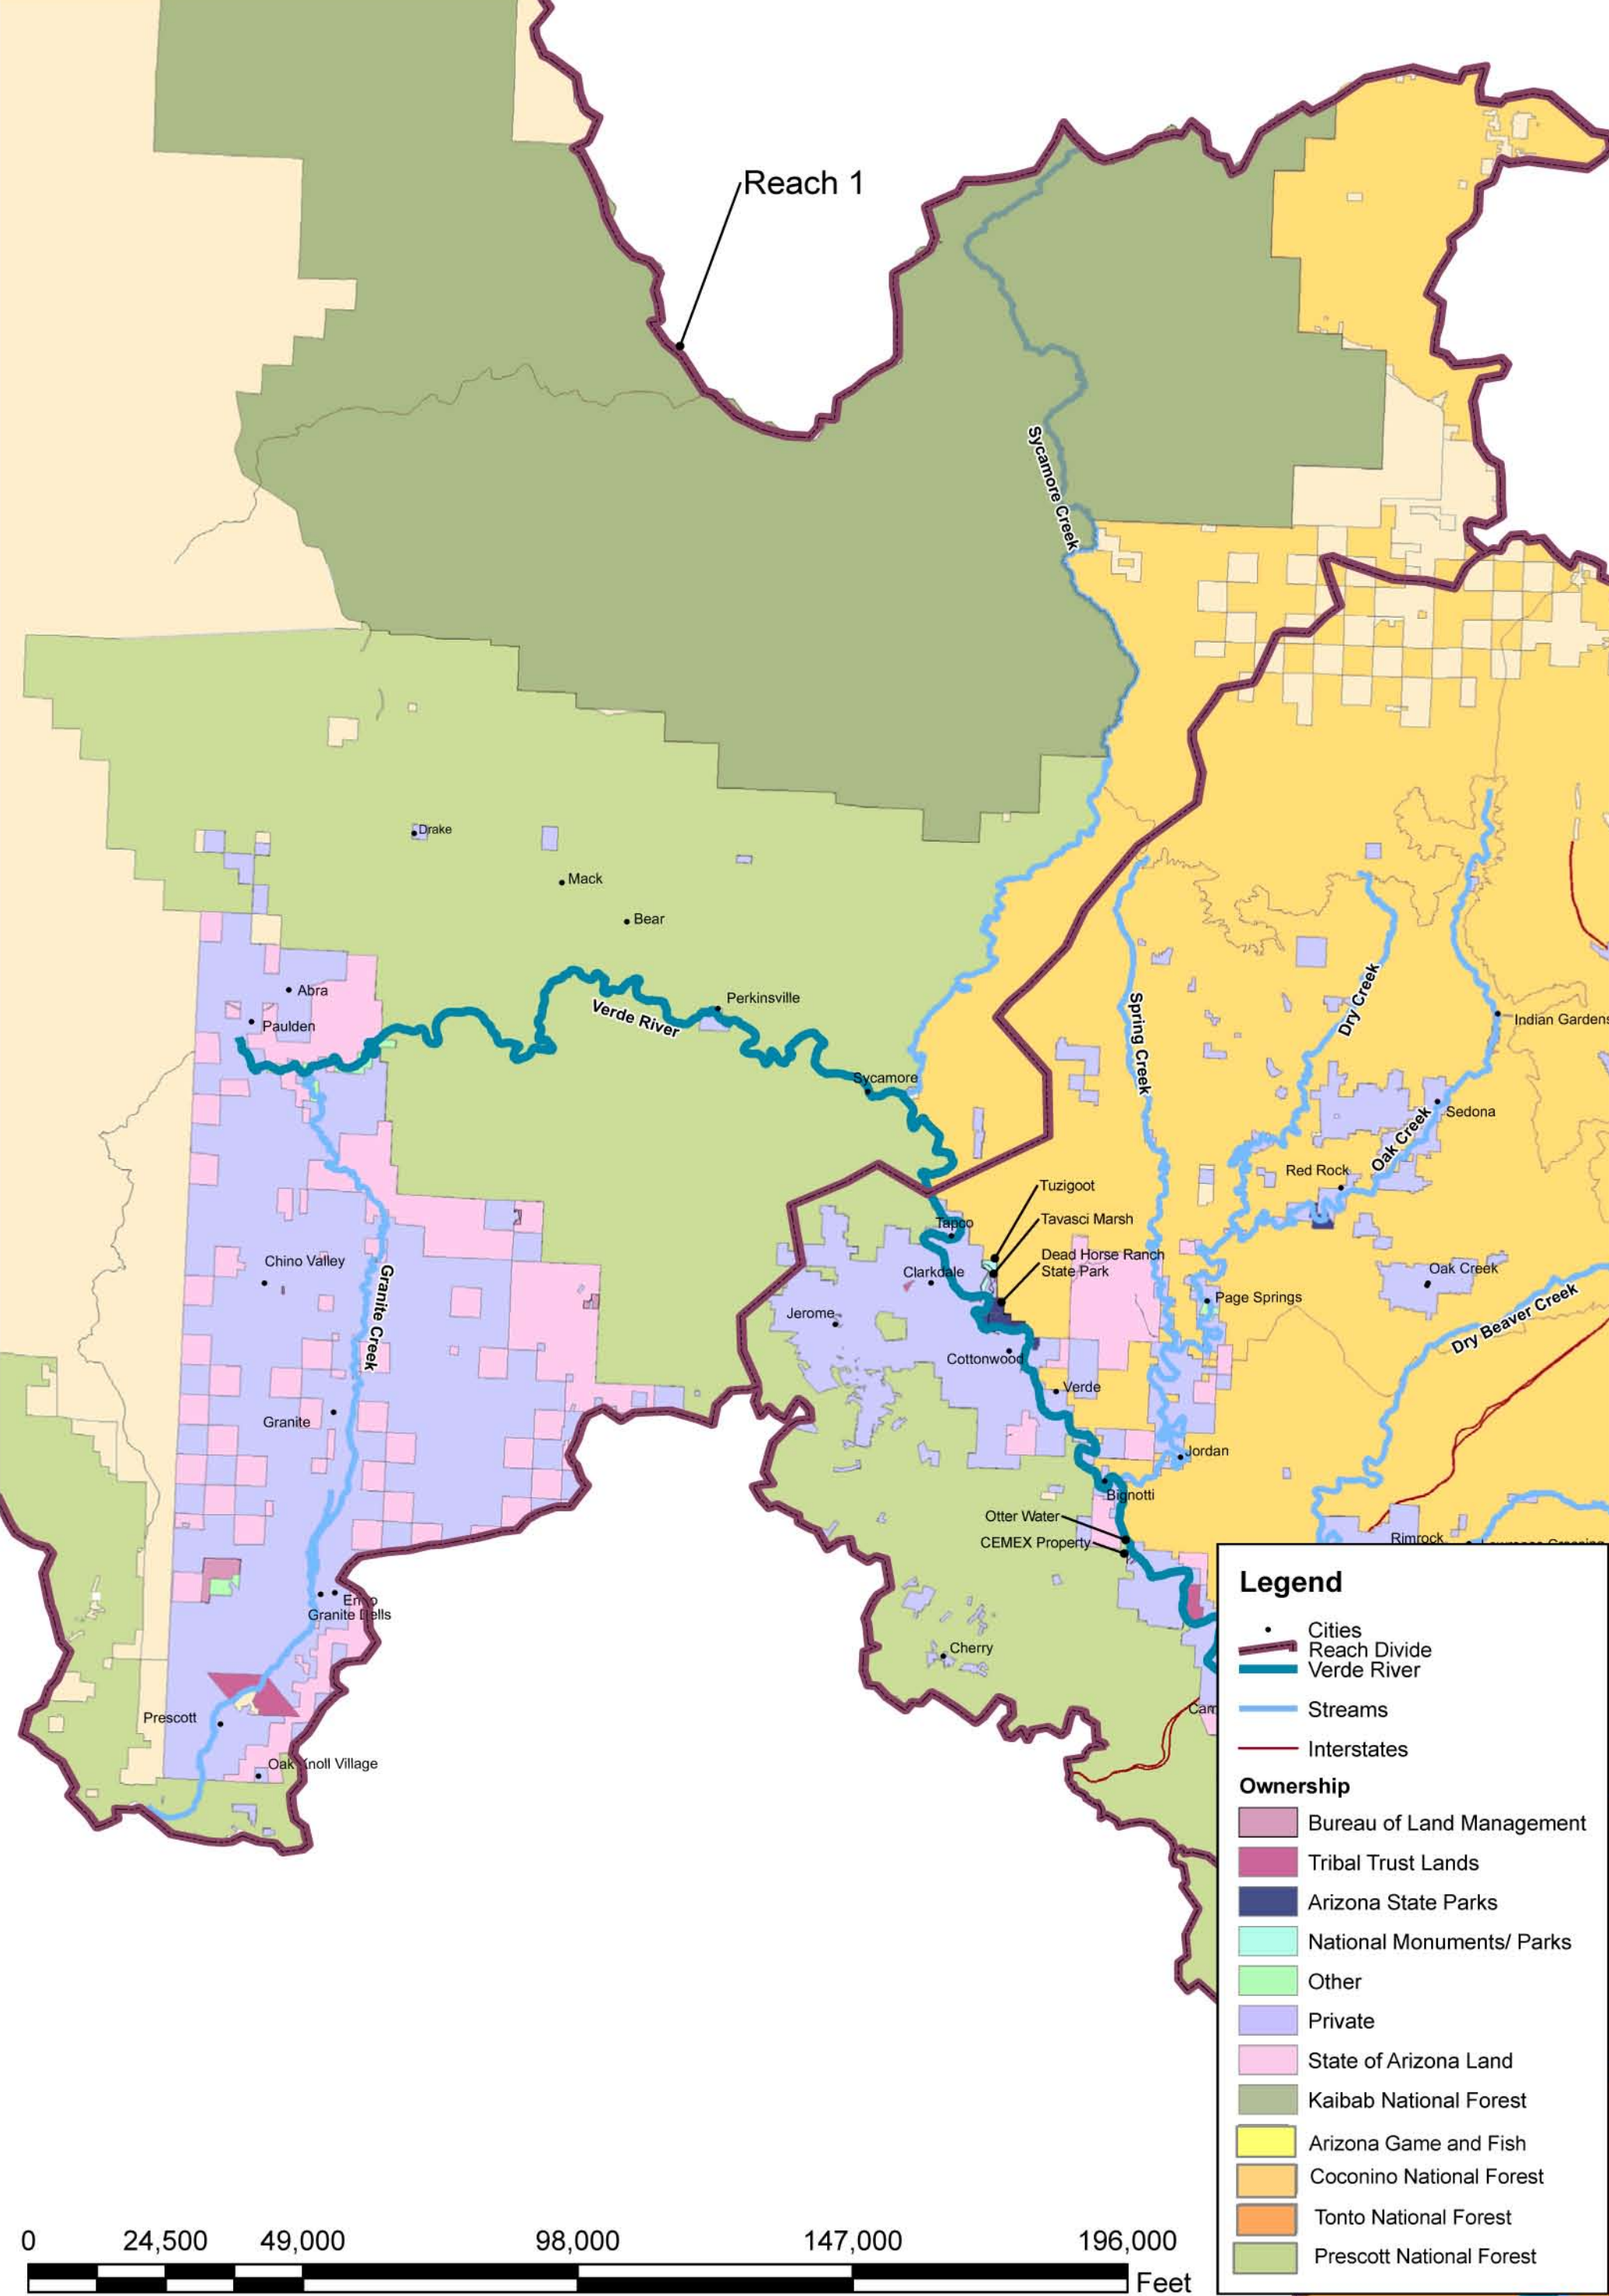 Reach 1
Sycamore Creek
Drake
Mack
Bear
Abra
Paulden
Verde River
Perkinsville
Sycamore
Spring Creek
Dry Creek
Indian Gardens
Sedona
Oak Creek
Red Rock
Tuzigoot
Tavasci Marsh
Dead Horse Ranch
State Park
Tapco
Clarkdale
Jerome
Cottonwood
Verde
Page Springs
Oak Creek
Dry Beaver Creek
Chino Valley
Granite Creek
Granite
Jordan
Bignotti
Otter Water
CEMEX Property
Rimrock
Granite Dells
Cherry
Prescott
Oak Knoll Village
Cam
Legend
Cities
Reach Divide
Verde River
Streams
Interstates
Ownership
Bureau of Land Management
Tribal Trust Lands
Arizona State Parks
National Monuments/ Parks
Other
Private
State of Arizona Land
Kaibab National Forest
Arizona Game and Fish
Coconino National Forest
Tonto National Forest
Prescott National Forest
0 24,500 49,000 98,000 147,000 196,000
Feet